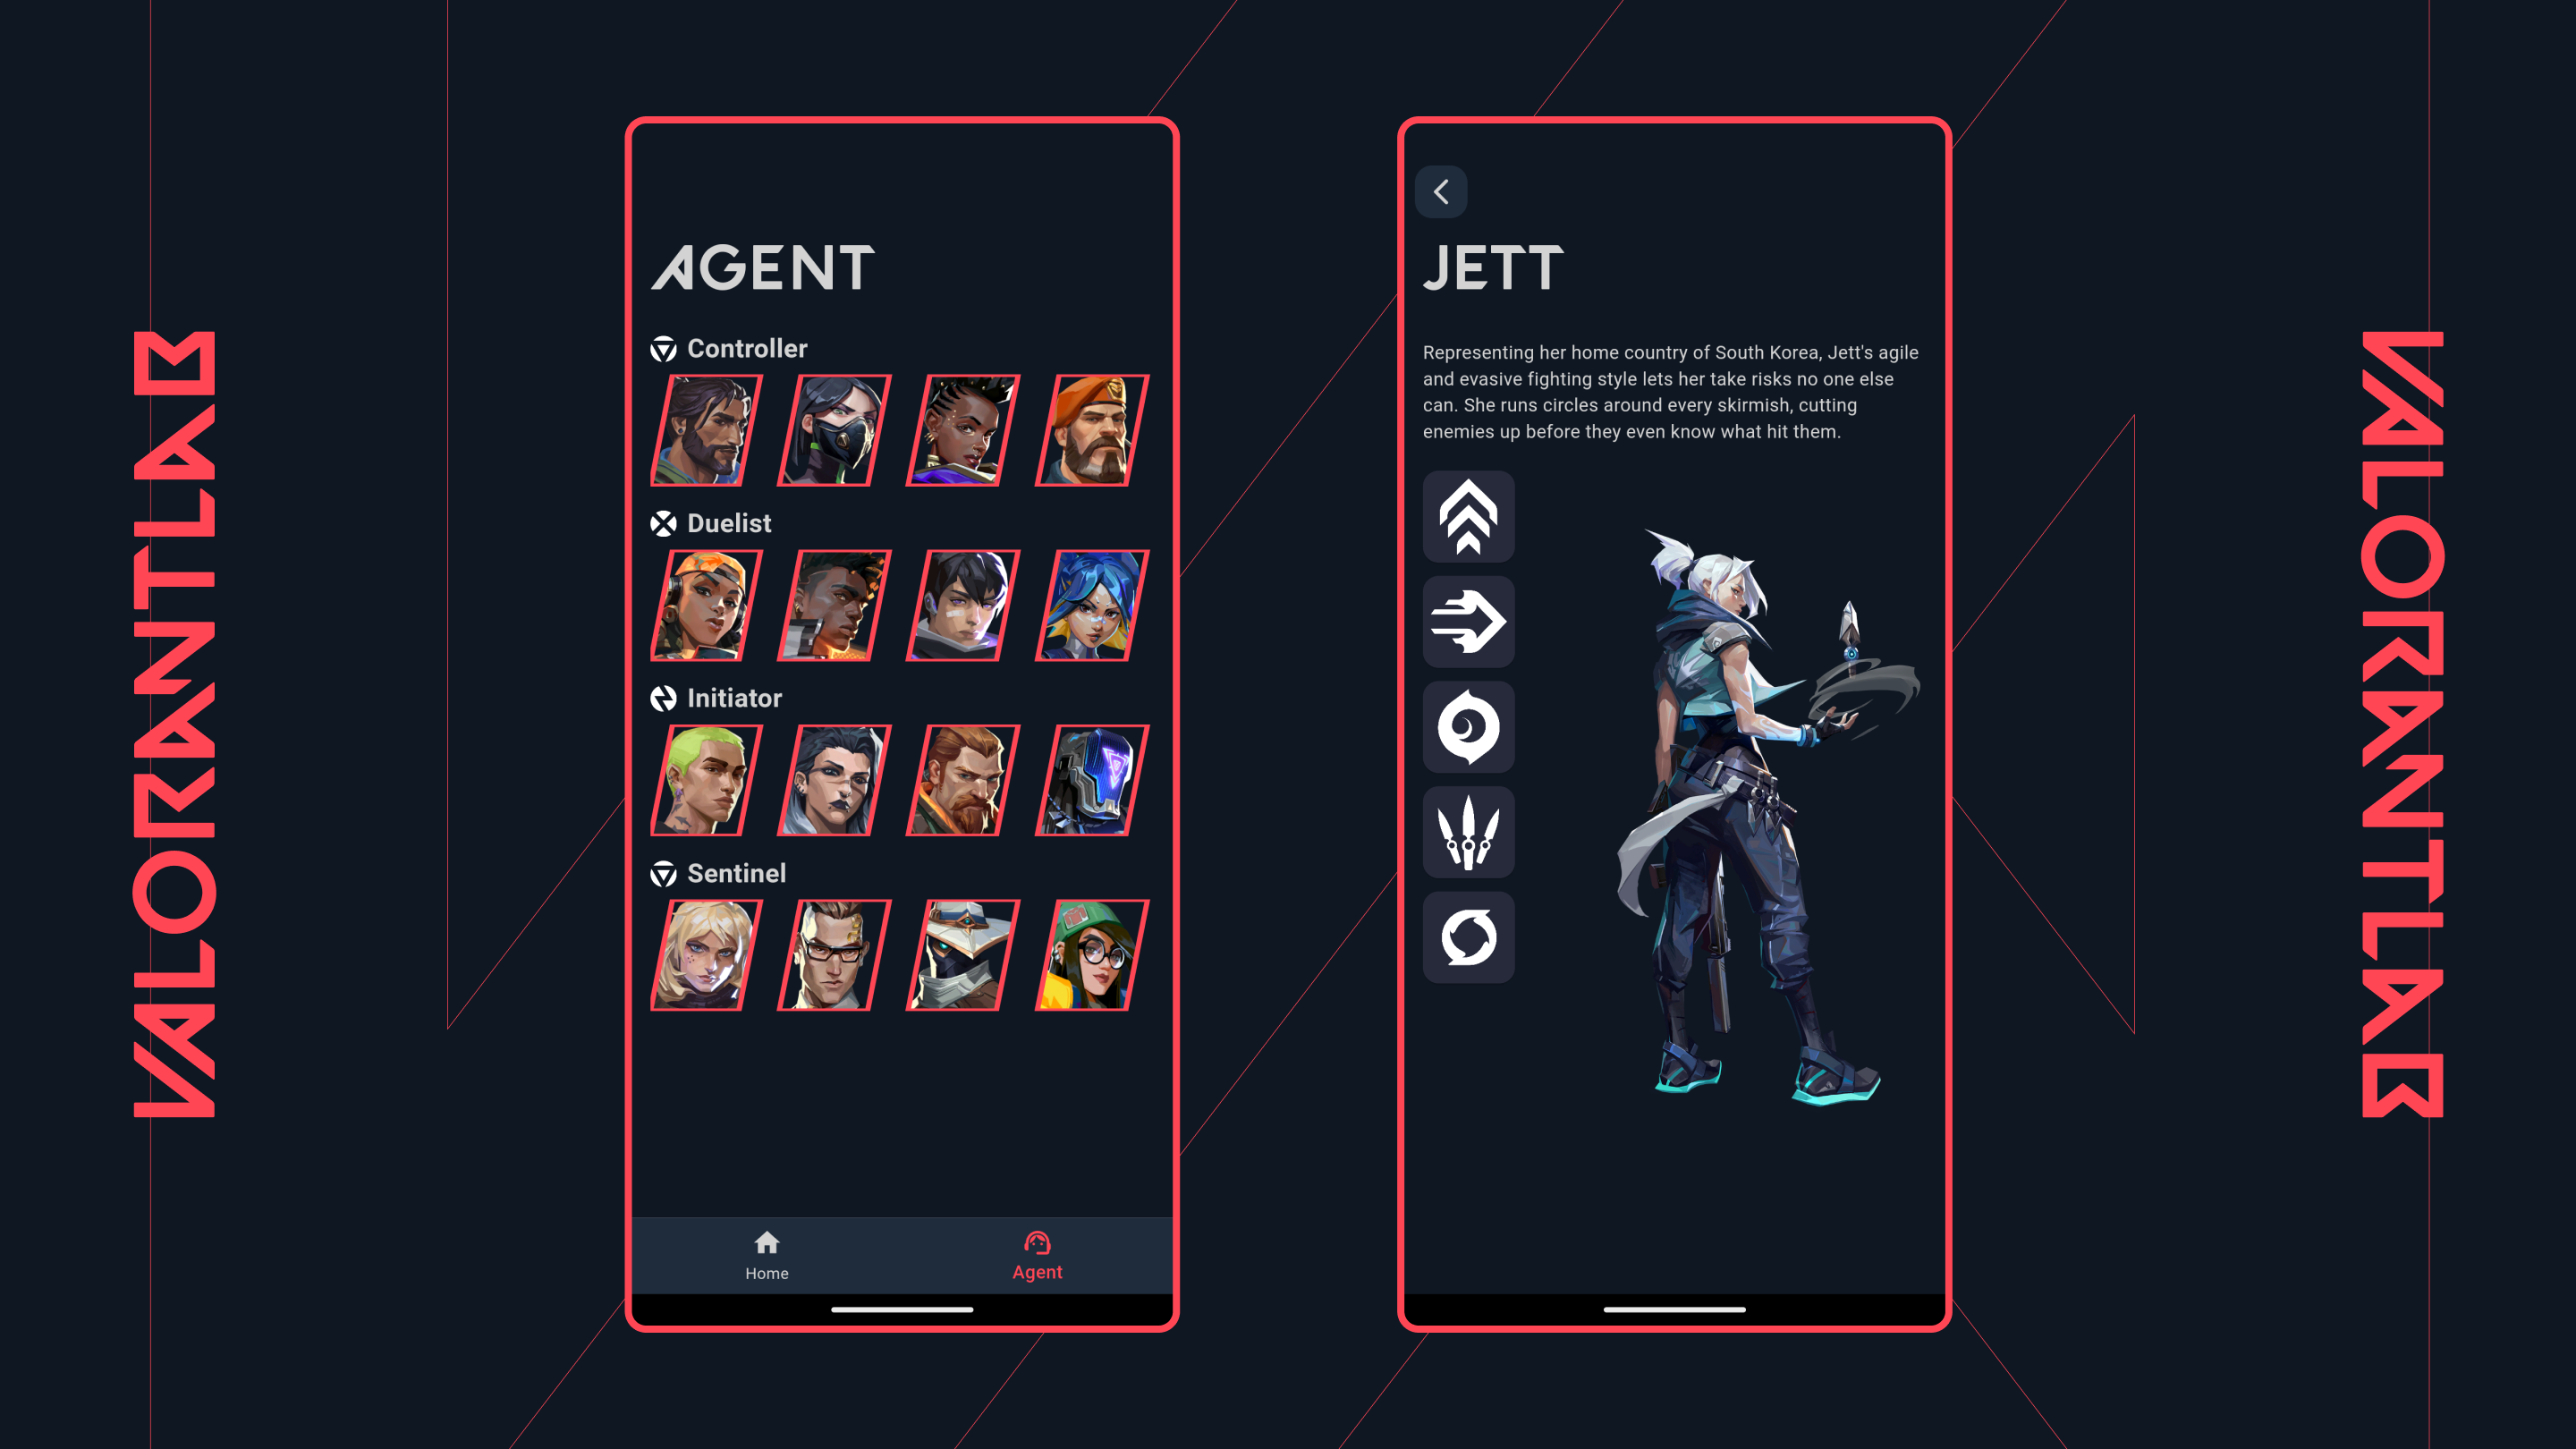 VALORANTLAB
AGENT
Controller
Duelist
Initiator
Sentinel
Home
Agent
JETT
Representing her home country of South Korea, Jett's agile
and evasive fighting style lets her take risks no one else
can. She runs circles around every skirmish, cutting
enemies up before they even know what hit them.
VALORANTLAB